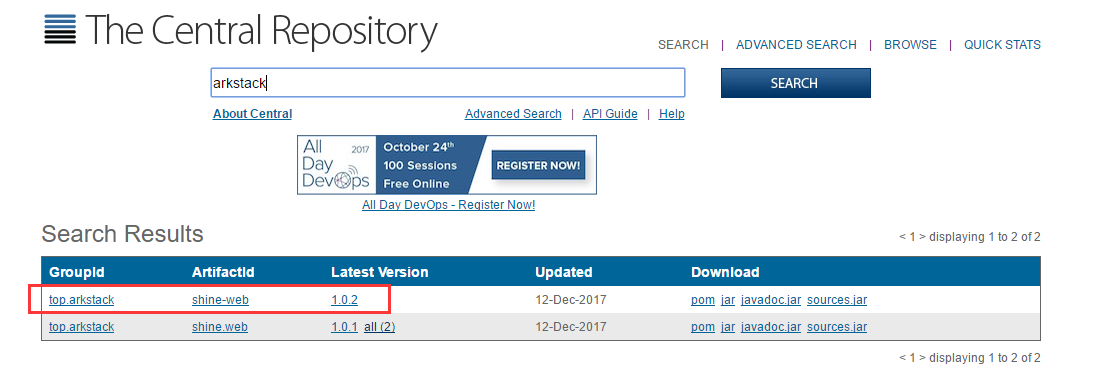 The Central Repository
SEARCH | ADVANCED SEARCH | BROWSE | QUICK STATS
arkstack SEARCH
About Central Advanced Search | API Guide | Help
All Day DevOps 2017 October 24th 100 Sessions Free Online REGISTER NOW!
All Day DevOps - Register Now!
Search Results < 1 > displaying 1 to 2 of 2
GroupId ArtifactId Latest Version Updated Download
top.arkstack shine-web 1.0.2 12-Dec-2017 pom jar javadoc.jar sources.jar
top.arkstack shine.web 1.0.1 all (2) 12-Dec-2017 pom jar javadoc.jar sources.jar
< 1 > displaying 1 to 2 of 2